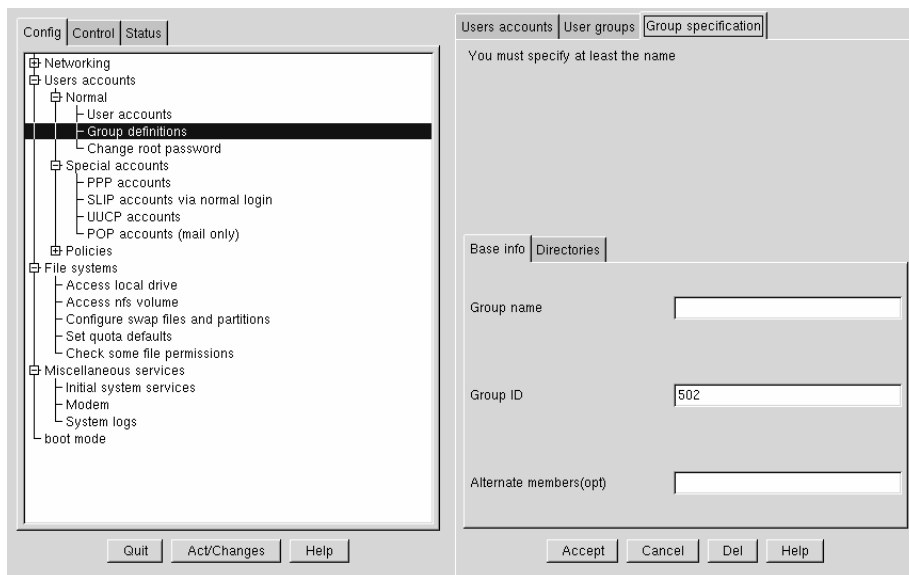 Config Control Status
Networking
Users accounts
Normal
User accounts
Group definitions
Change root password
Special accounts
PPP accounts
SLIP accounts via normal login
UUCP accounts
POP accounts (mail only)
Policies
File systems
Access local drive
Access nfs volume
Configure swap files and partitions
Set quota defaults
Check some file permissions
Miscellaneous services
Initial system services
Modem
System logs
boot mode
Quit Act/Changes Help
Users accounts User groups Group specification
You must specify at least the name
Base info Directories
Group name
Group ID 502
Alternate members(opt)
Accept Cancel Del Help